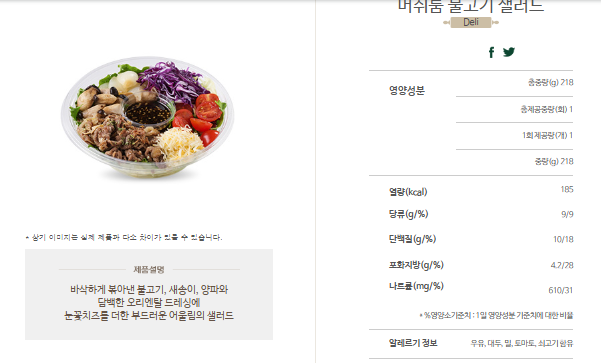 머쉬룸 불고기 샐러드
Deli
영양성분
총중량(g) 218
총제공중량(회) 1
1회 제공량(개) 1
중량(g) 218
열량(kcal) 185
당류(g/%) 9/9
단백질(g/%) 10/18
포화지방(g/%) 4.2/28
나트륨(mg/%) 610/31
* %영양소기준치 : 1일 영양성분 기준치에 대한 비율
알레르기 정보 우유, 대두, 밀, 토마토, 쇠고기 함유
* 상기 이미지는 실제 제품과 다소 차이가 있을 수 있습니다.
제품설명
바삭하게 볶아낸 불고기, 새송이, 양파와
담백한 오리엔탈 드레싱에
눈꽃치즈를 더한 부드러운 어울림의 샐러드